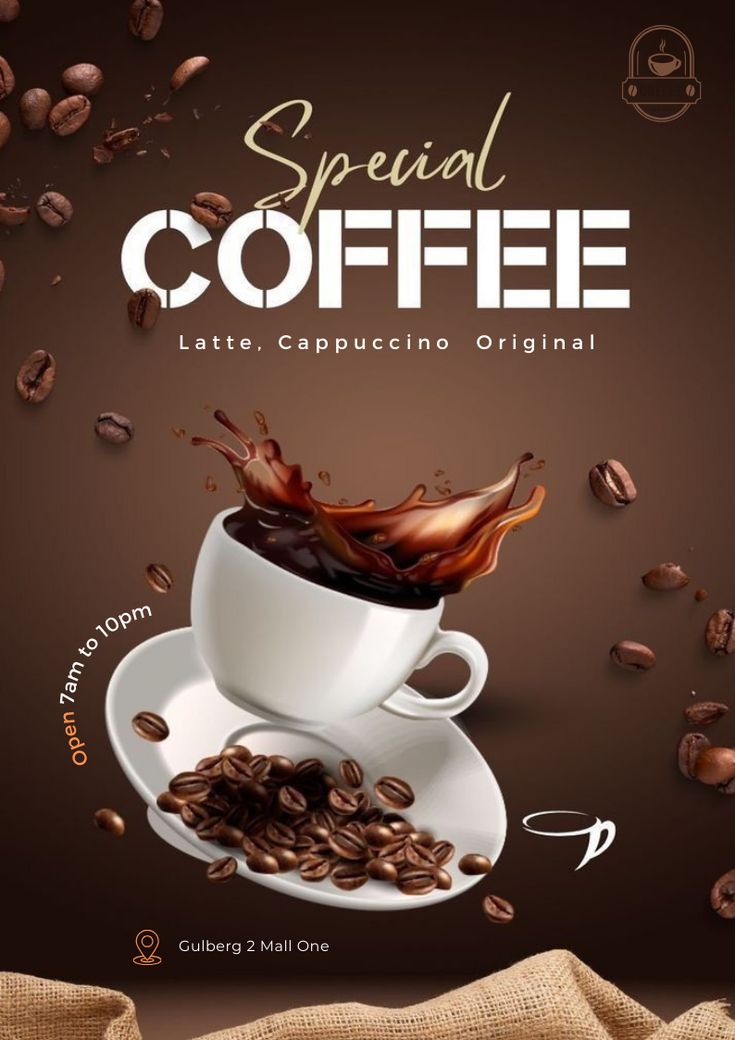 Special
COFFEE
Latte, Cappuccino Original
Open 7am to 10pm
Gulberg 2 Mall One